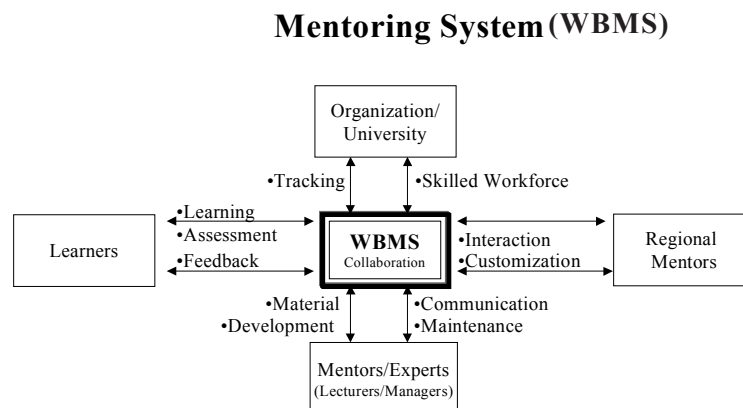 Mentoring System (WBMS)
Organization/
University
•Tracking
•Skilled Workforce
•Learning
•Assessment
•Feedback
Learners
WBMS
Collaboration
•Interaction
•Customization
Regional
Mentors
•Material
•Development
•Communication
•Maintenance
Mentors/Experts
(Lecturers/Managers)